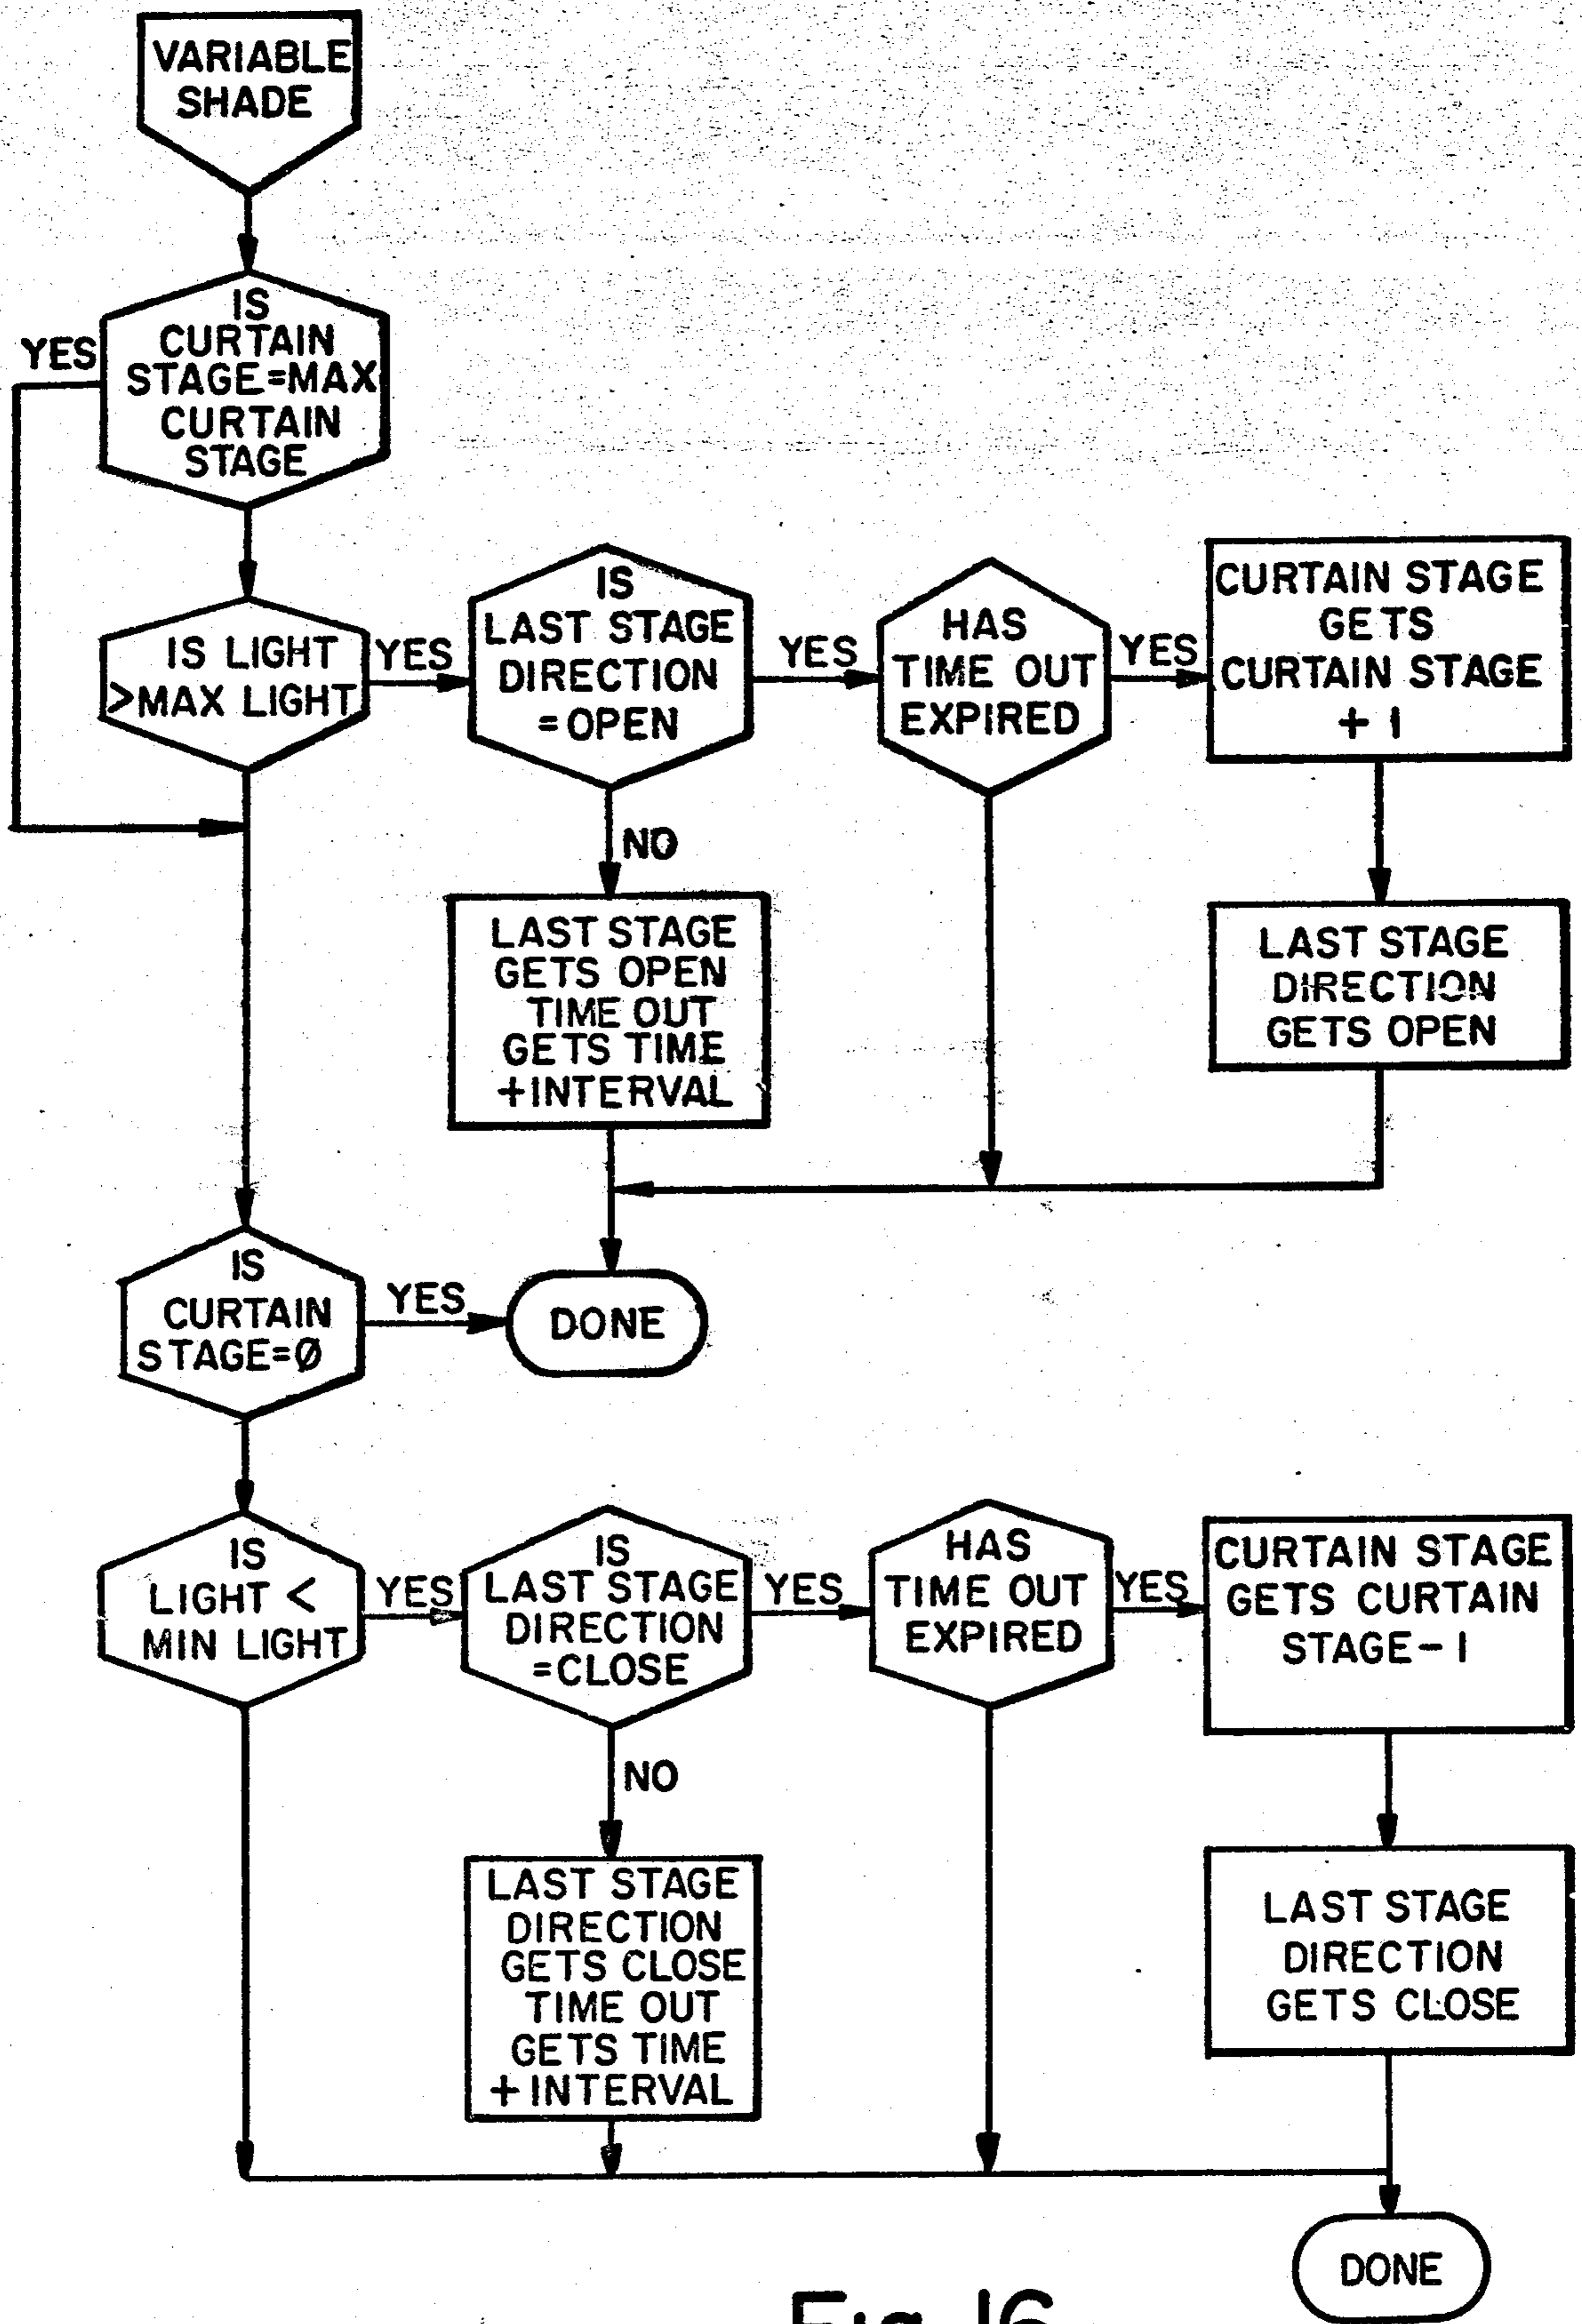 VARIABLE
SHADE
IS
CURTAIN
STAGE=MAX
CURTAIN
STAGE
YES
IS LIGHT
>MAX LIGHT
YES
IS
LAST STAGE
DIRECTION
=OPEN
YES
HAS
TIME OUT
EXPIRED
YES
CURTAIN STAGE
GETS
CURTAIN STAGE
+ 1
NO
LAST STAGE
GETS OPEN
TIME OUT
GETS TIME
+INTERVAL
LAST STAGE
DIRECTION
GETS OPEN
IS
CURTAIN
STAGE=Ø
YES
DONE
IS
LIGHT <
MIN LIGHT
YES
IS
LAST STAGE
DIRECTION
=CLOSE
YES
HAS
TIME OUT
EXPIRED
YES
CURTAIN STAGE
GETS CURTAIN
STAGE-1
NO
LAST STAGE
DIRECTION
GETS CLOSE
TIME OUT
GETS TIME
+INTERVAL
LAST STAGE
DIRECTION
GETS CLOSE
DONE
Fig. 16